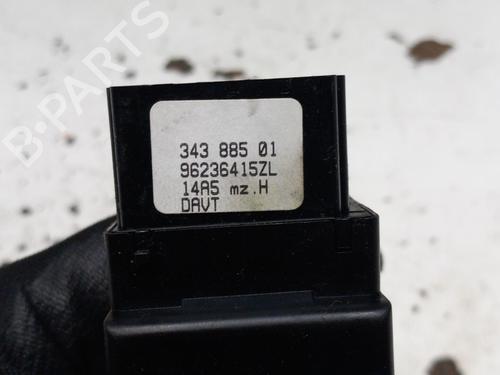 B-PARTS
343 885 01
96236415ZL
14A5 mz.H
DAVT